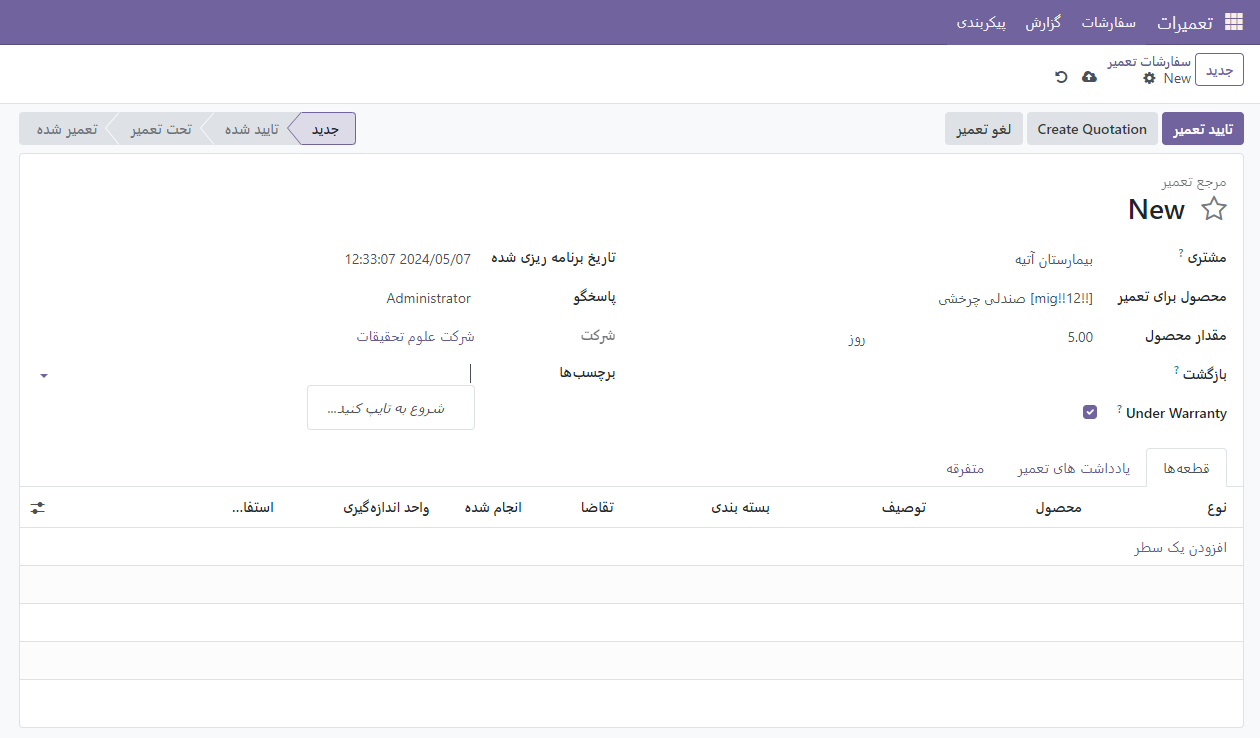 تعمیرات سفارشات گزارش پیکربندی
جدید
سفارشات تعمیر
New
تایید تعمیر Create Quotation لغو تعمیر
جدید تایید شده تحت تعمیر تعمیر شده
مرجع تعمیر
New
مشتری ? بیمارستان آتیه
محصول برای تعمیر [mig!!12!!] صندلی چرخشی
مقدار محصول 5.00 روز
بازگشت ?
Under Warranty ?
تاریخ برنامه ریزی شده 2024/05/07 12:33:07
پاسخگو Administrator
شرکت شرکت علوم تحقیقات
برچسب‌ها
شروع به تایپ کنید...
قطعه‌ها یادداشت های تعمیر متفرقه
نوع محصول توصیف بسته بندی تقاضا انجام شده واحد اندازه‌گیری استفا...
افزودن یک سطر